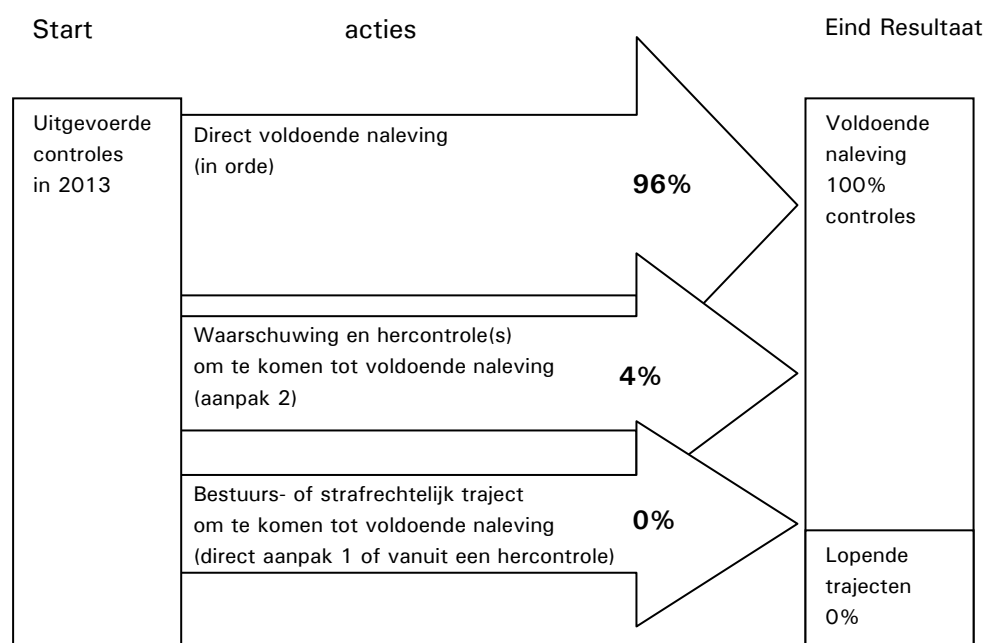 Start
acties
Eind Resultaat
Uitgevoerde
controles
in 2013
Direct voldoende naleving
(in orde)
96%
Waarschuwing en hercontrole(s)
om te komen tot voldoende naleving
(aanpak 2)
4%
Bestuurs- of strafrechtelijk traject
om te komen tot voldoende naleving
(direct aanpak 1 of vanuit een hercontrole)
0%
Voldoende
naleving
100%
controles
Lopende
trajecten
0%